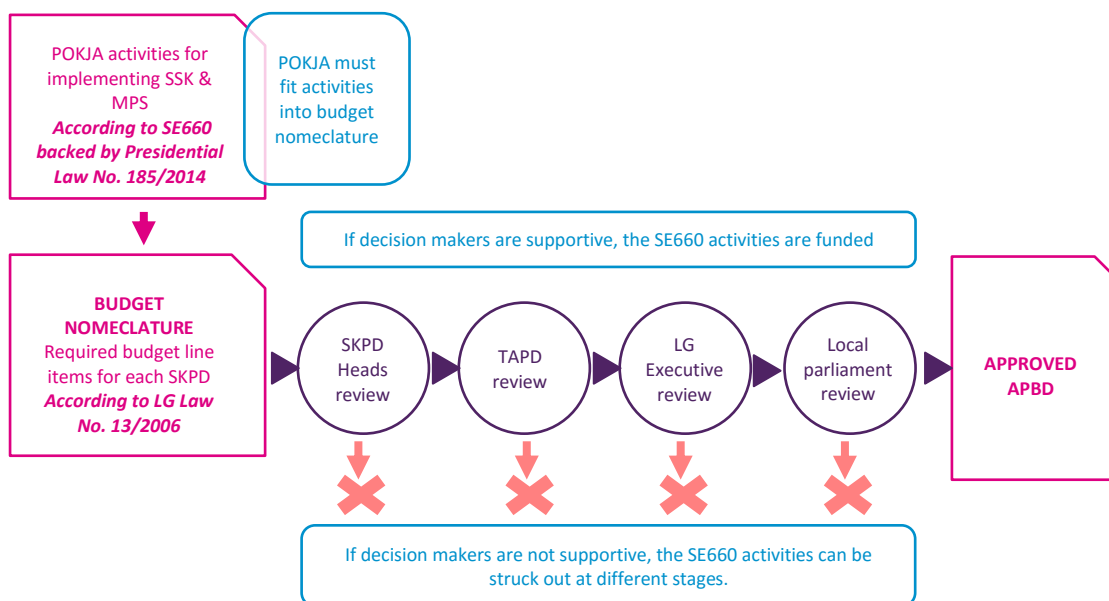 POKJA activities for
implementing SSK &
MPS
According to SE660
backed by Presidential
Law No. 185/2014
POKJA must
fit activities
into budget
nomeclature
If decision makers are supportive, the SE660 activities are funded
BUDGET
NOMECLATURE
Required budget line
items for each SKPD
According to LG Law
No. 13/2006
SKPD
Heads
review
TAPD
review
LG
Executive
review
Local
parliament
review
APPROVED
APBD
If decision makers are not supportive, the SE660 activities can be
struck out at different stages.